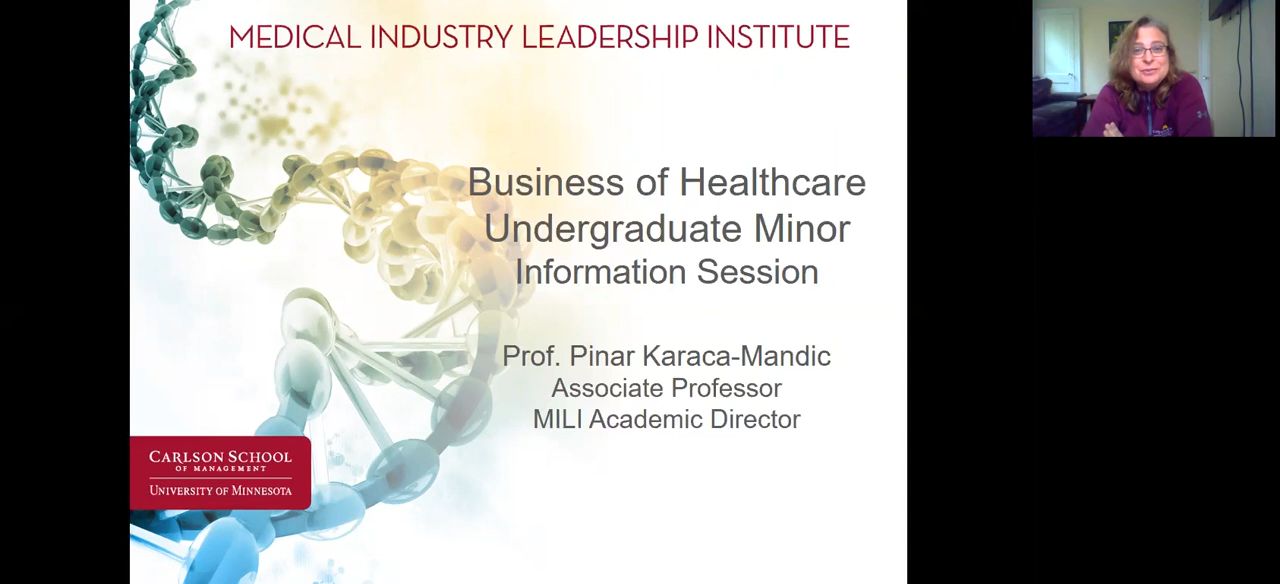 MEDICAL INDUSTRY LEADERSHIP INSTITUTE
Business of Healthcare
Undergraduate Minor
Information Session
Prof. Pinar Karaca-Mandic
Associate Professor
MILI Academic Director
CARLSON SCHOOL
OF MANAGEMENT
UNIVERSITY OF MINNESOTA